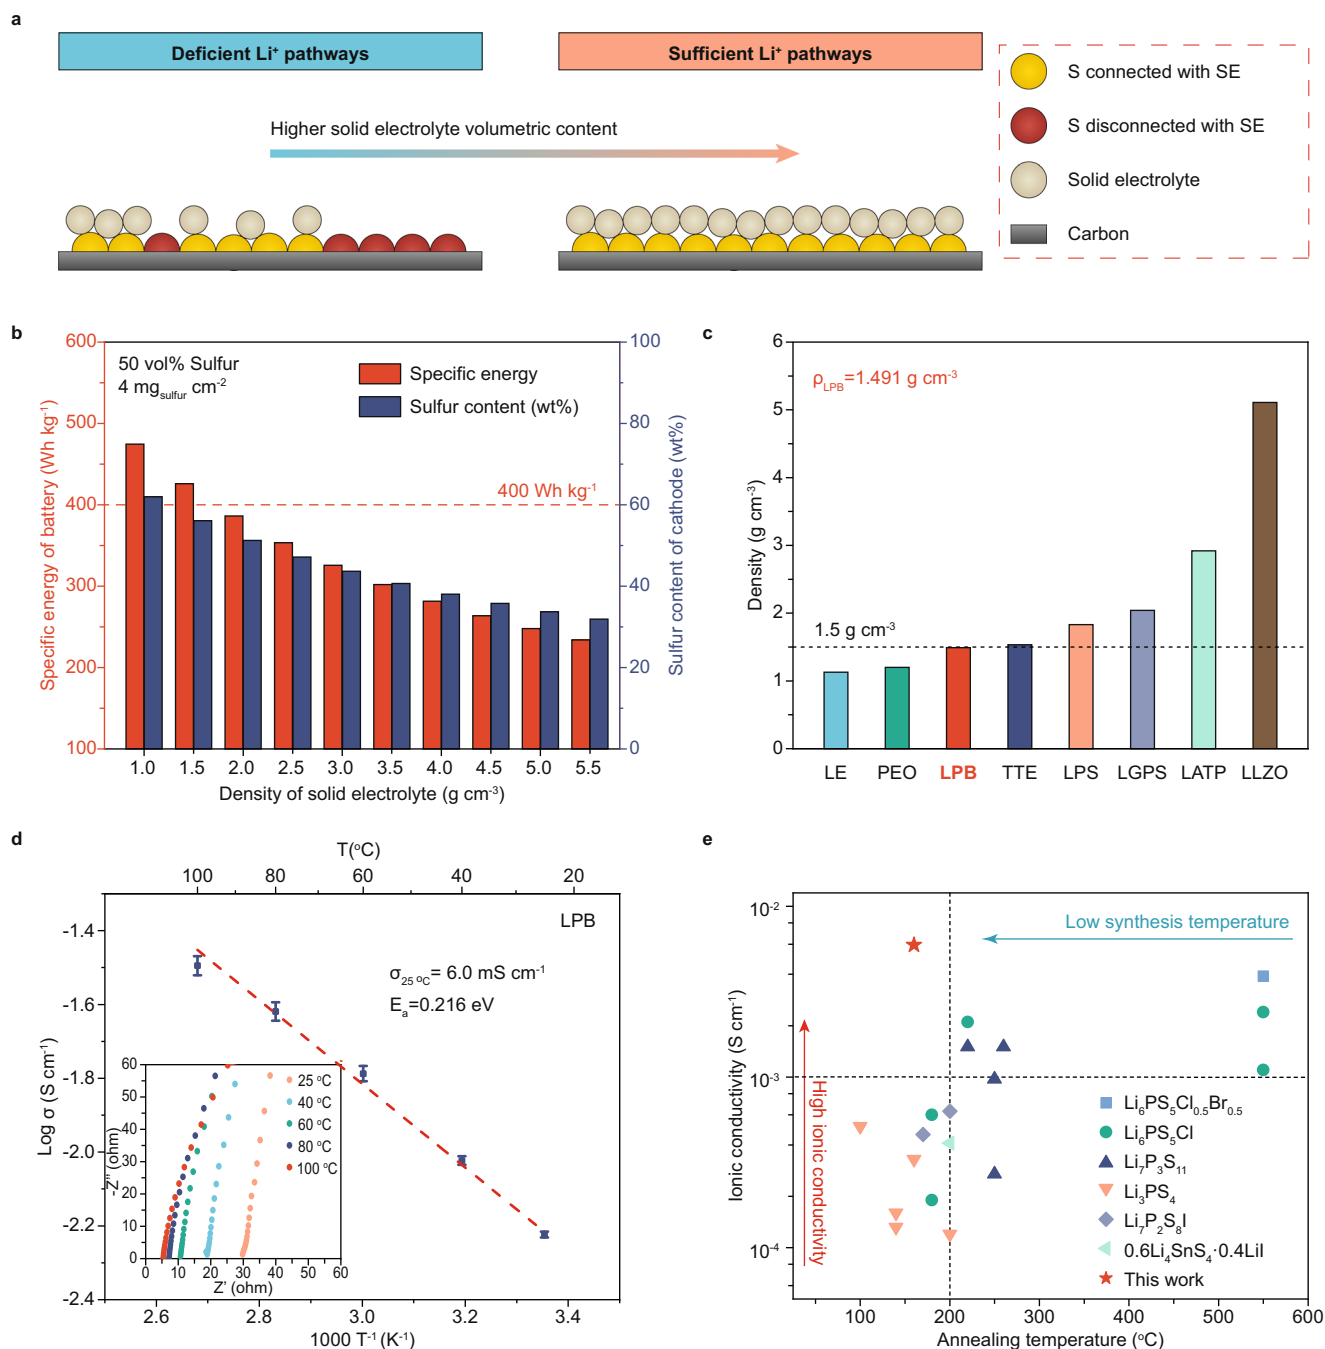 a
Deficient Li⁺ pathways
Sufficient Li⁺ pathways
Higher solid electrolyte volumetric content
S connected with SE
S disconnected with SE
Solid electrolyte
Carbon
b
50 vol% Sulfur
4 mg_sulfur cm⁻²
Specific energy
Sulfur content (wt%)
400 Wh kg⁻¹
Specific energy of battery (Wh kg⁻¹)
600
500
400
300
200
100
Sulfur content of cathode (wt%)
100
80
60
40
20
0
1.0 1.5 2.0 2.5 3.0 3.5 4.0 4.5 5.0 5.5
Density of solid electrolyte (g cm⁻³)
c
ρ_LPB=1.491 g cm⁻³
1.5 g cm⁻³
Density (g cm⁻³)
6
5
4
3
2
1
0
LE PEO LPB TTE LPS LGPS LATP LLZO
d
T(°C)
100 80 60 40 20
LPB
σ₂₅ °C= 6.0 mS cm⁻¹
Eₐ=0.216 eV
Log σ (S cm⁻¹)
-1.4
-1.6
-1.8
-2.0
-2.2
-2.4
-Z'' (ohm)
60
50
40
30
20
10
0
25 °C
40 °C
60 °C
80 °C
100 °C
0 10 20 30 40 50 60
Z' (ohm)
2.6 2.8 3.0 3.2 3.4
1000 T⁻¹ (K⁻¹)
e
Low synthesis temperature
High ionic conductivity
Ionic conductivity (S cm⁻¹)
10⁻²
10⁻³
10⁻⁴
Li₆PS₅Cl₀.₅Br₀.₅
Li₆PS₅Cl
Li₇P₃S₁₁
Li₃PS₄
Li₇P₂S₈I
0.6Li₄SnS₄·0.4LiI
This work
100 200 300 400 500 600
Annealing temperature (°C)